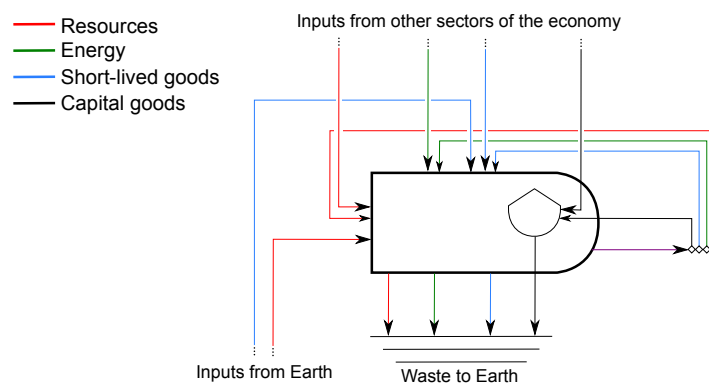 Inputs from other sectors of the economy
Resources
Energy
Short-lived goods
Capital goods
Inputs from Earth
Waste to Earth